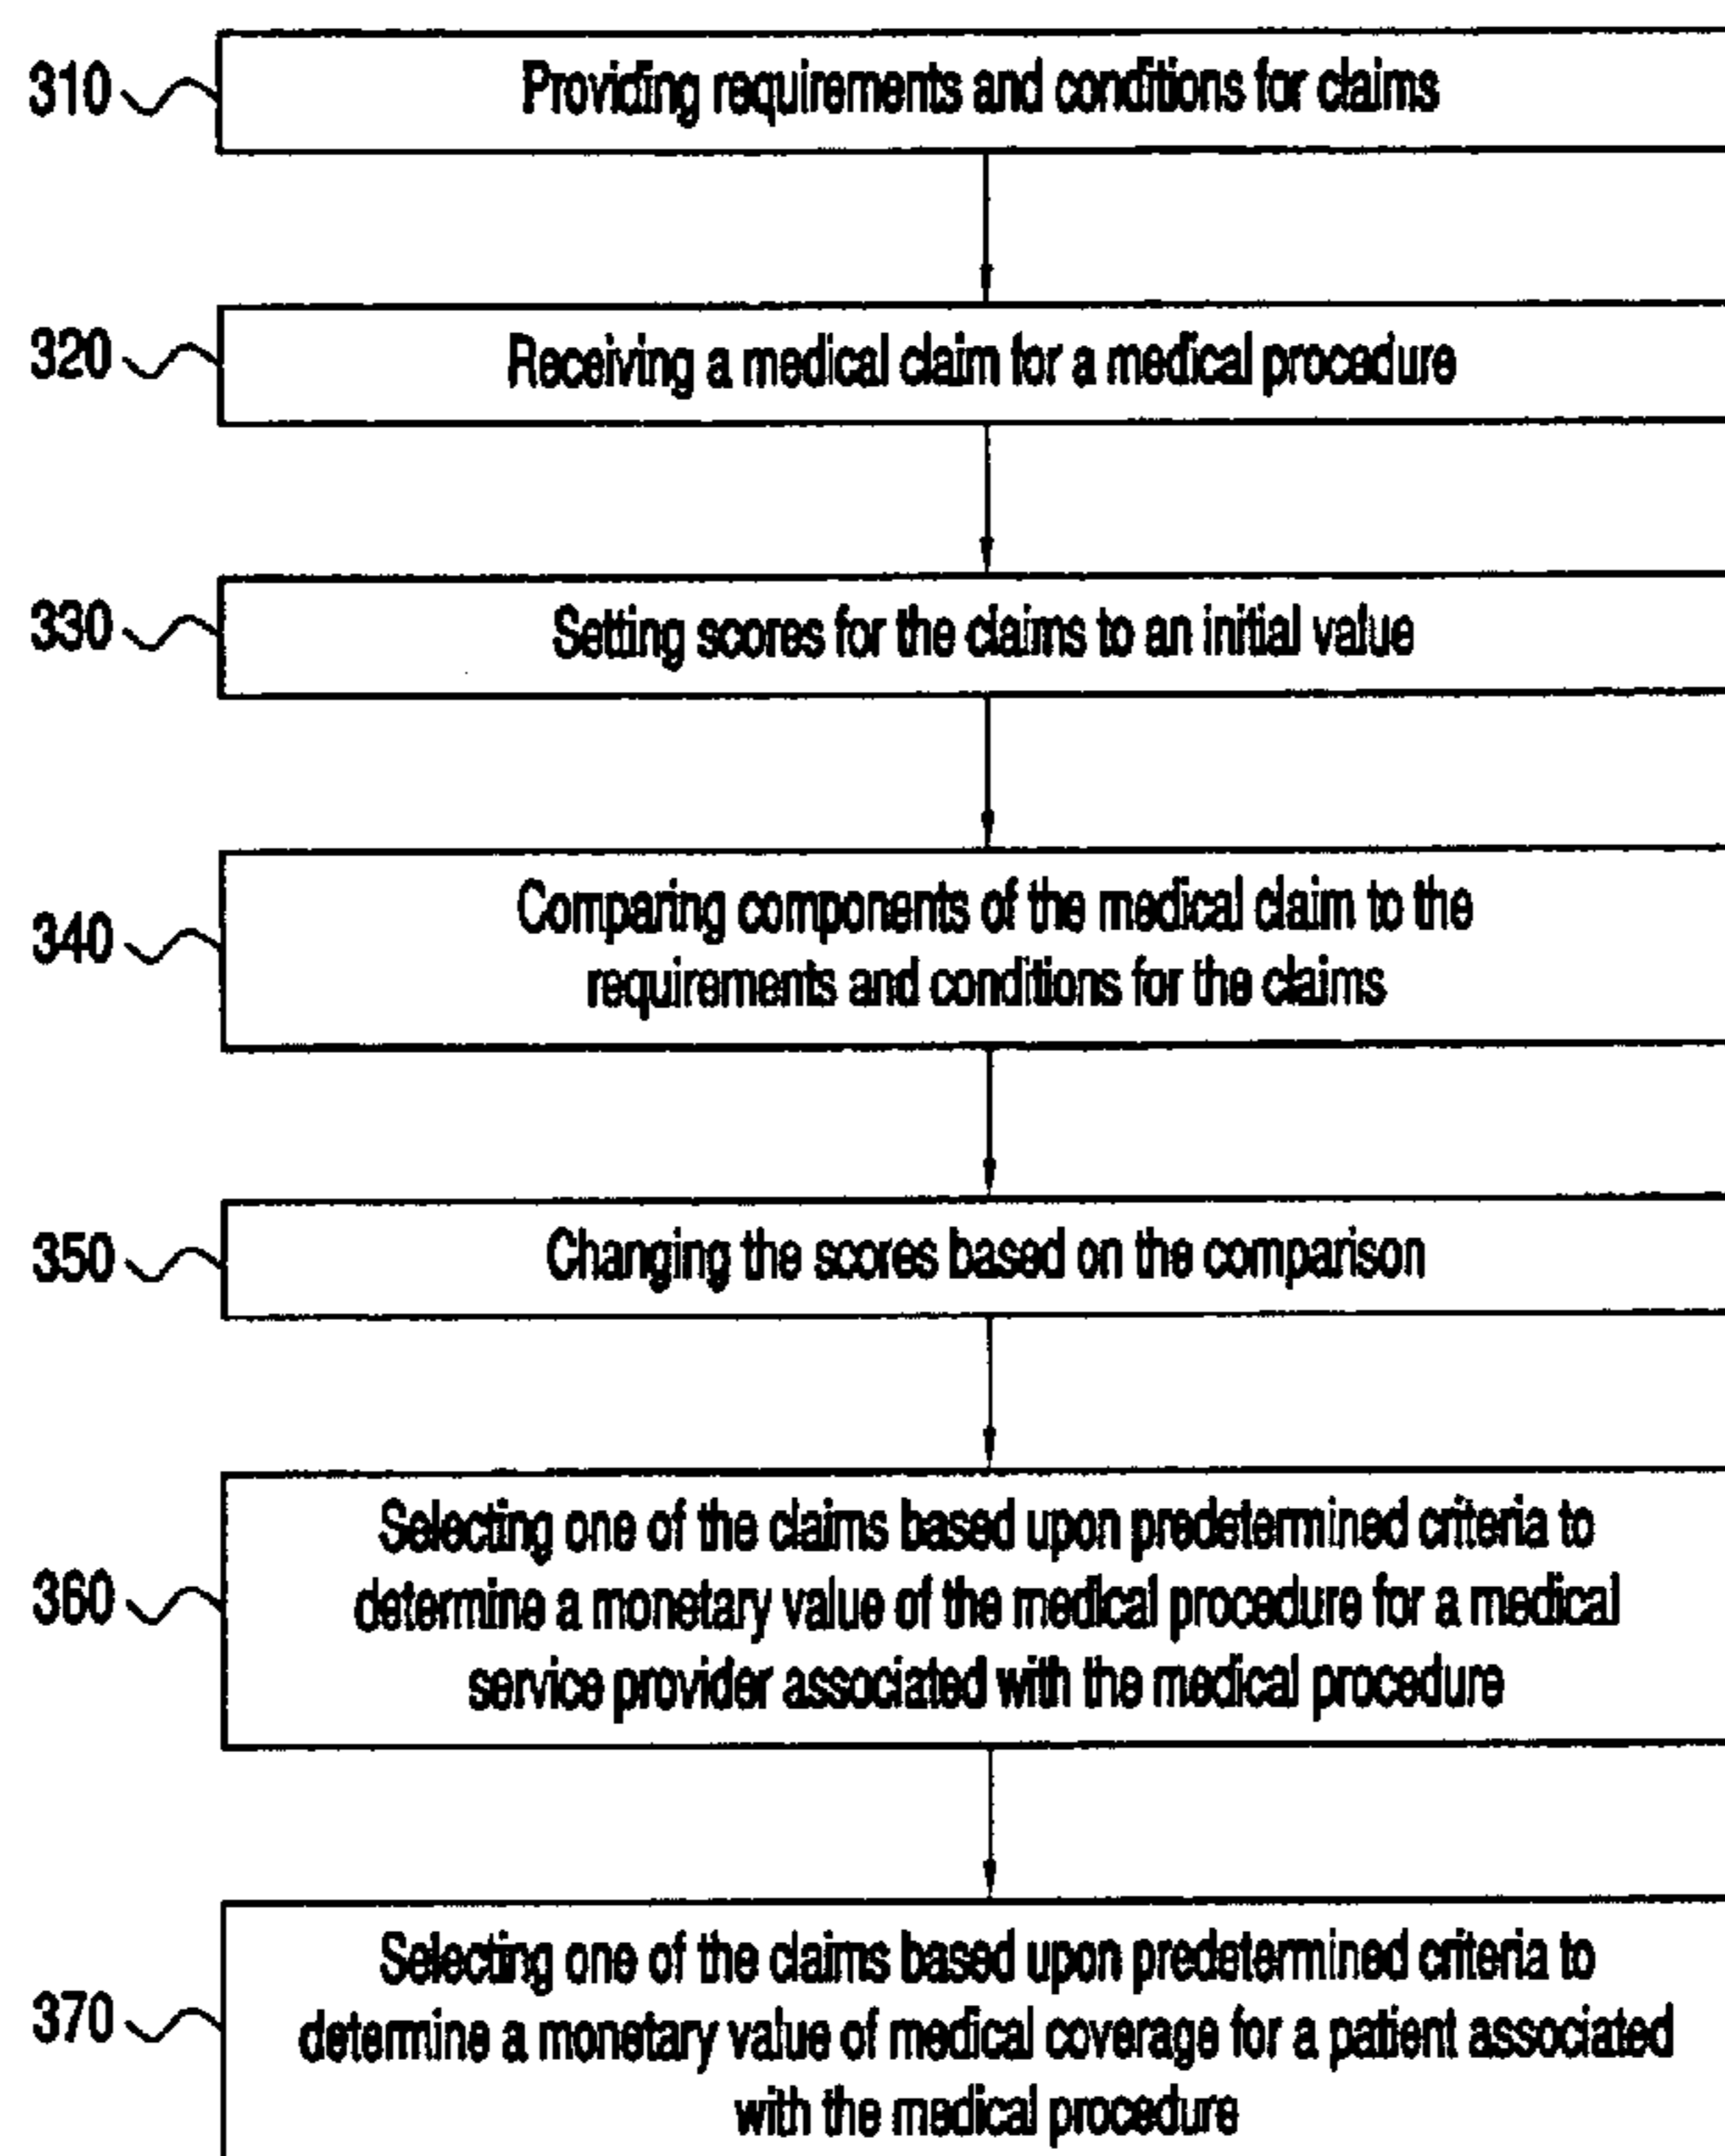 310
Providing requirements and conditions for claims
320
Receiving a medical claim for a medical procedure
330
Setting scores for the claims to an initial value
340
Comparing components of the medical claim to the
requirements and conditions for the claims
350
Changing the scores based on the comparison
360
Selecting one of the claims based upon predetermined criteria to
determine a monetary value of the medical procedure for a medical
service provider associated with the medical procedure
370
Selecting one of the claims based upon predetermined criteria to
determine a monetary value of medical coverage for a patient associated
with the medical procedure